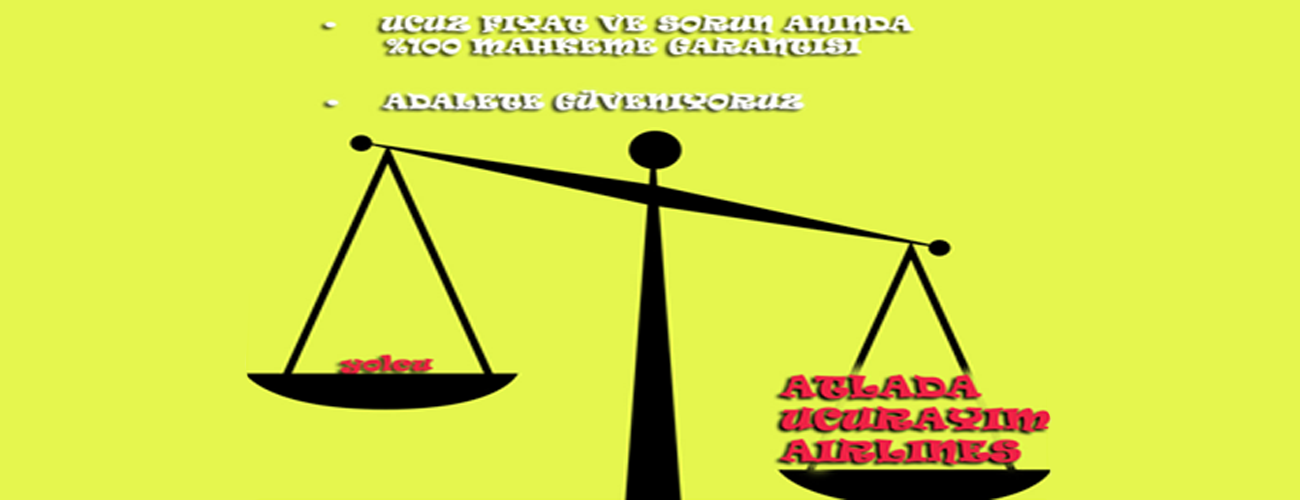 • UCUZ FIYAT VE SORUN ANINDA
%100 MAHKEME GARANTISI
• ADALETE GÜVENIYORUZ
yolcu
ATLADA
UCURAYIM
AIRLINES